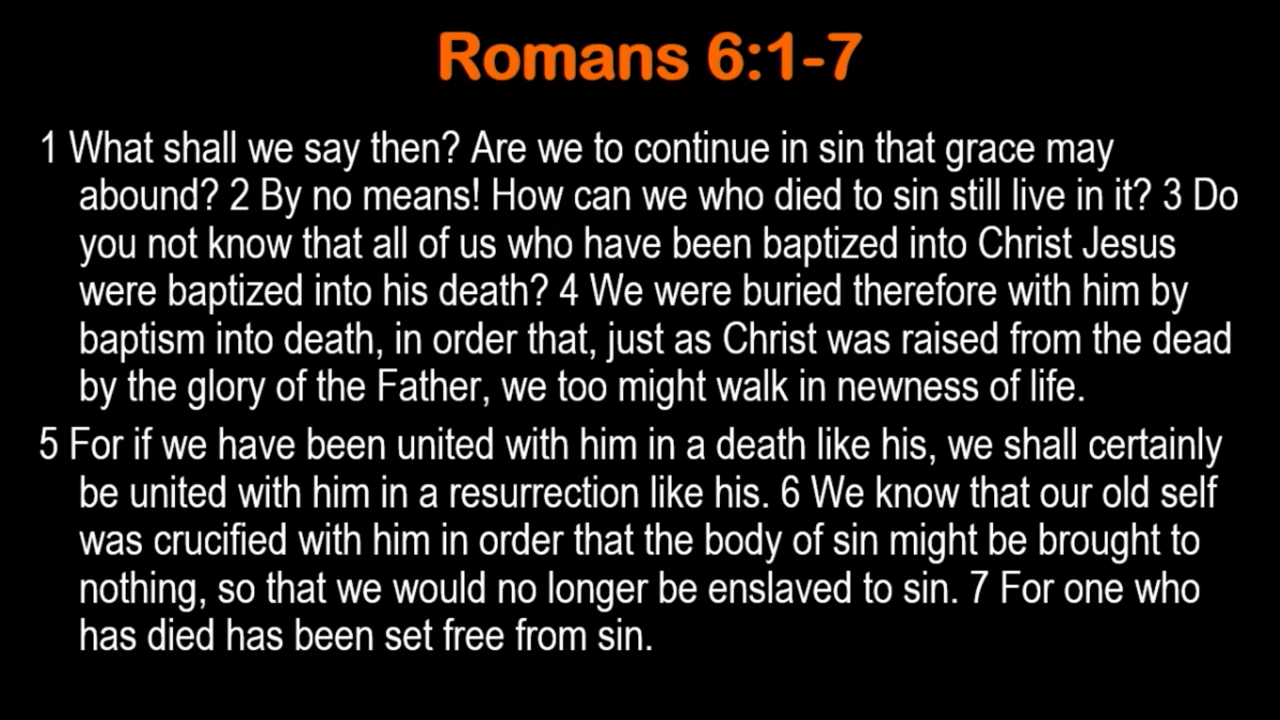 Romans 6:1-7
1 What shall we say then? Are we to continue in sin that grace may
abound? 2 By no means! How can we who died to sin still live in it? 3 Do
you not know that all of us who have been baptized into Christ Jesus
were baptized into his death? 4 We were buried therefore with him by
baptism into death, in order that, just as Christ was raised from the dead
by the glory of the Father, we too might walk in newness of life.
5 For if we have been united with him in a death like his, we shall certainly
be united with him in a resurrection like his. 6 We know that our old self
was crucified with him in order that the body of sin might be brought to
nothing, so that we would no longer be enslaved to sin. 7 For one who
has died has been set free from sin.